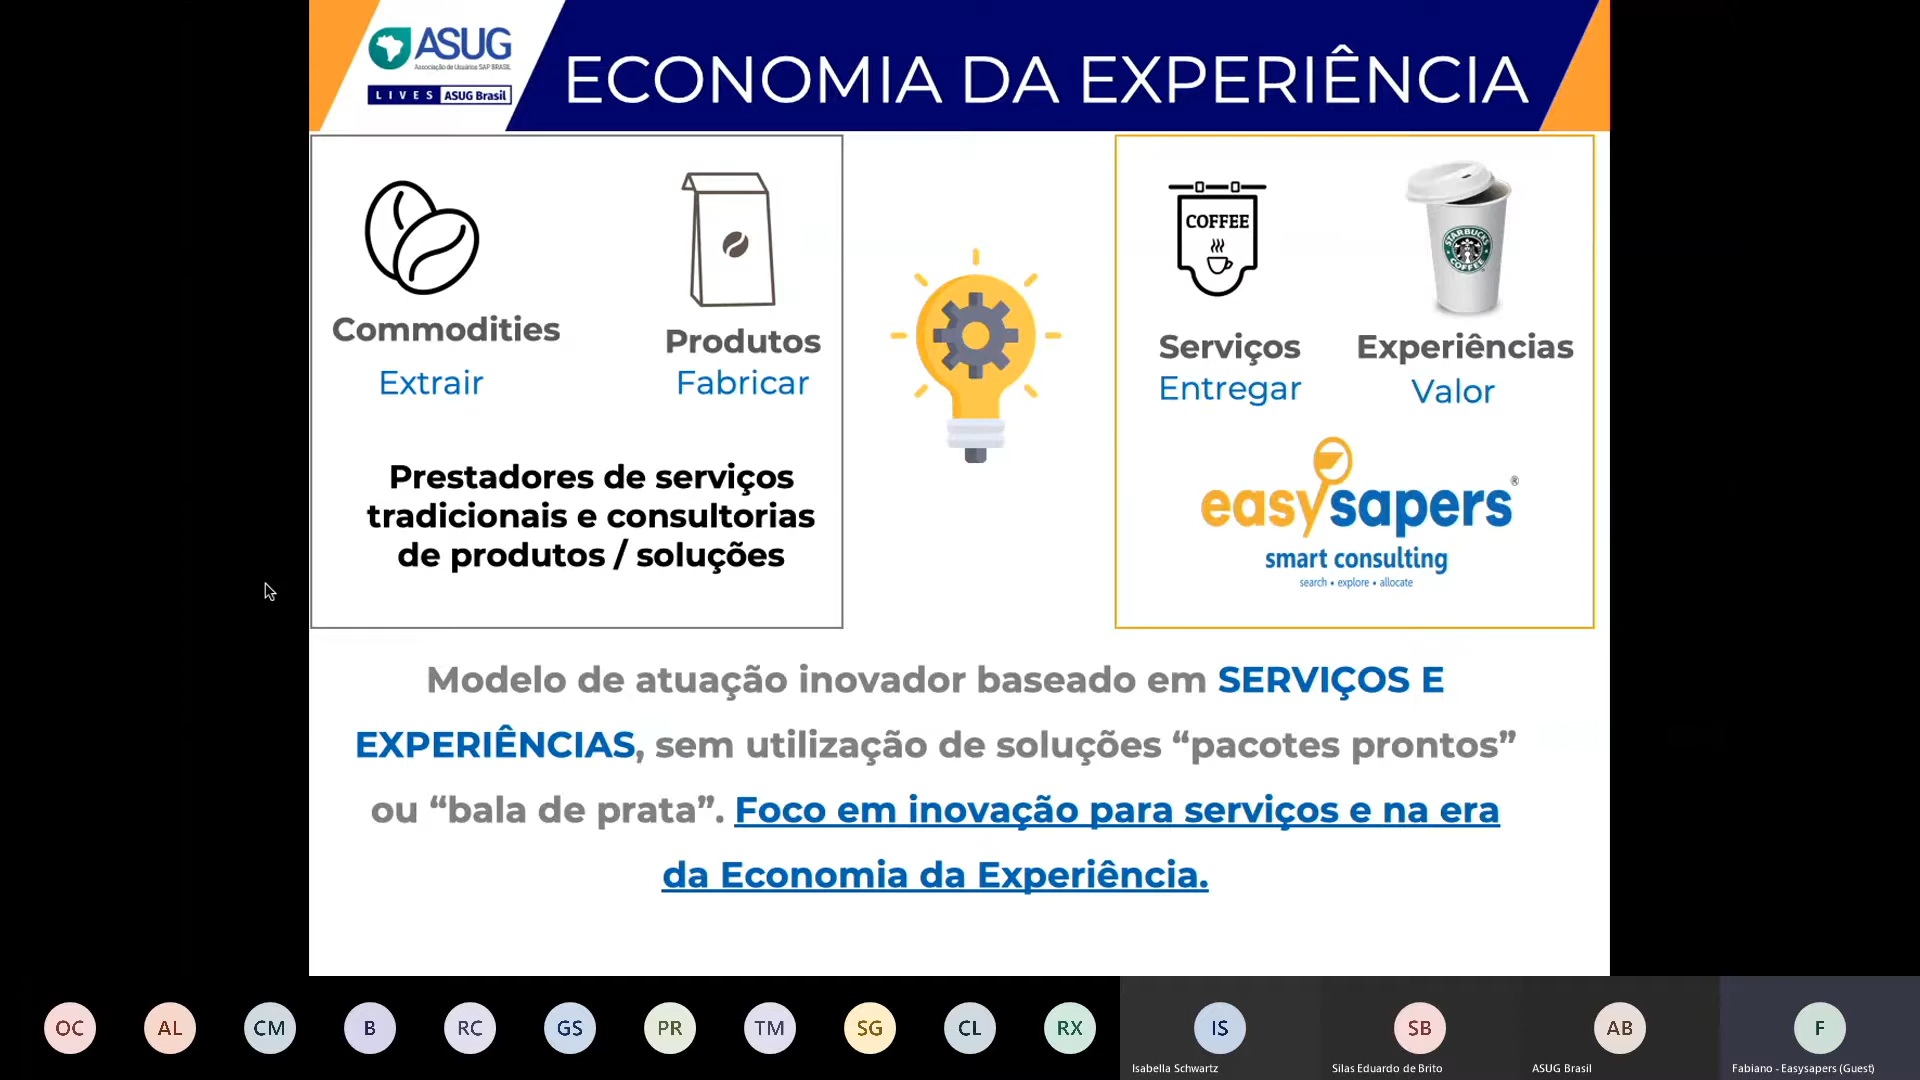 ASUG
Associação de Usuários SAP BRASIL
LIVES ASUG Brasil
ECONOMIA DA EXPERIÊNCIA
Commodities
Extrair
Produtos
Fabricar
COFFEE
Serviços
Entregar
STARBUCKS
COFFEE
Experiências
Valor
Prestadores de serviços
tradicionais e consultorias
de produtos / soluções
easysapers®
smart consulting
search • explore • allocate
Modelo de atuação inovador baseado em SERVIÇOS E
EXPERIÊNCIAS, sem utilização de soluções “pacotes prontos”
ou “bala de prata”. Foco em inovação para serviços e na era
da Economia da Experiência.
OC
AL
CM
B
RC
GS
PR
TM
SG
CL
RX
IS
Isabella Schwartz
SB
Silas Eduardo de Brito
AB
ASUG Brasil
F
Fabiano - Easysapers (Guest)